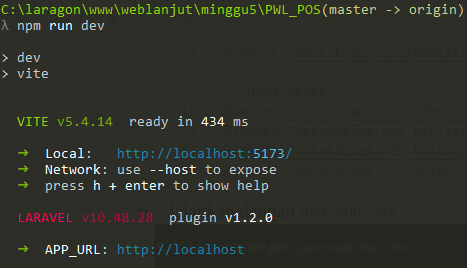 C:\laragon\www\weblanjut\minggu5\PWL_POS(master -> origin)
λ npm run dev
> dev
> vite
VITE v5.4.14 ready in 434 ms
➜ Local: http://localhost:5173/
➜ Network: use --host to expose
➜ press h + enter to show help
LARAVEL v10.48.28 plugin v1.2.0
➜ APP_URL: http://localhost